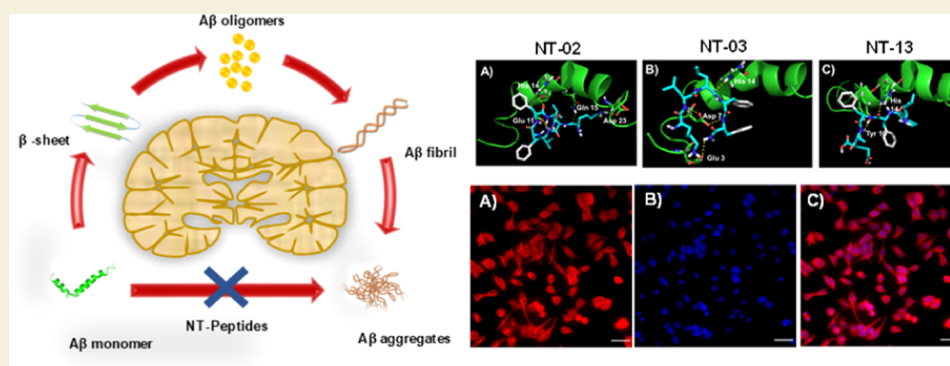 Aβ oligomers
β -sheet
Aβ fibril
NT-Peptides
Aβ monomer
Aβ aggregates
NT-02
NT-03
NT-13
A)
His 14
Glu 11
Gln 15
Asp 23
B)
His 14
Asp 7
Glu 3
C)
His
Tyr
A)
B)
C)